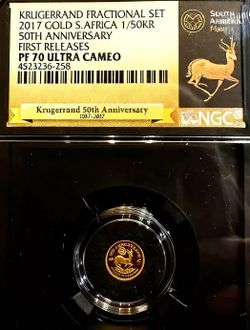 KRUGERRAND FRACTIONAL SET
2017 GOLD S.AFRICA 1/50KR
50TH ANNIVERSARY
FIRST RELEASES
PF 70 ULTRA CAMEO
4523236-258
SOUTH
AFRICAN
MINT
NGC
Krugerrand 50th Anniversary
1967-2017